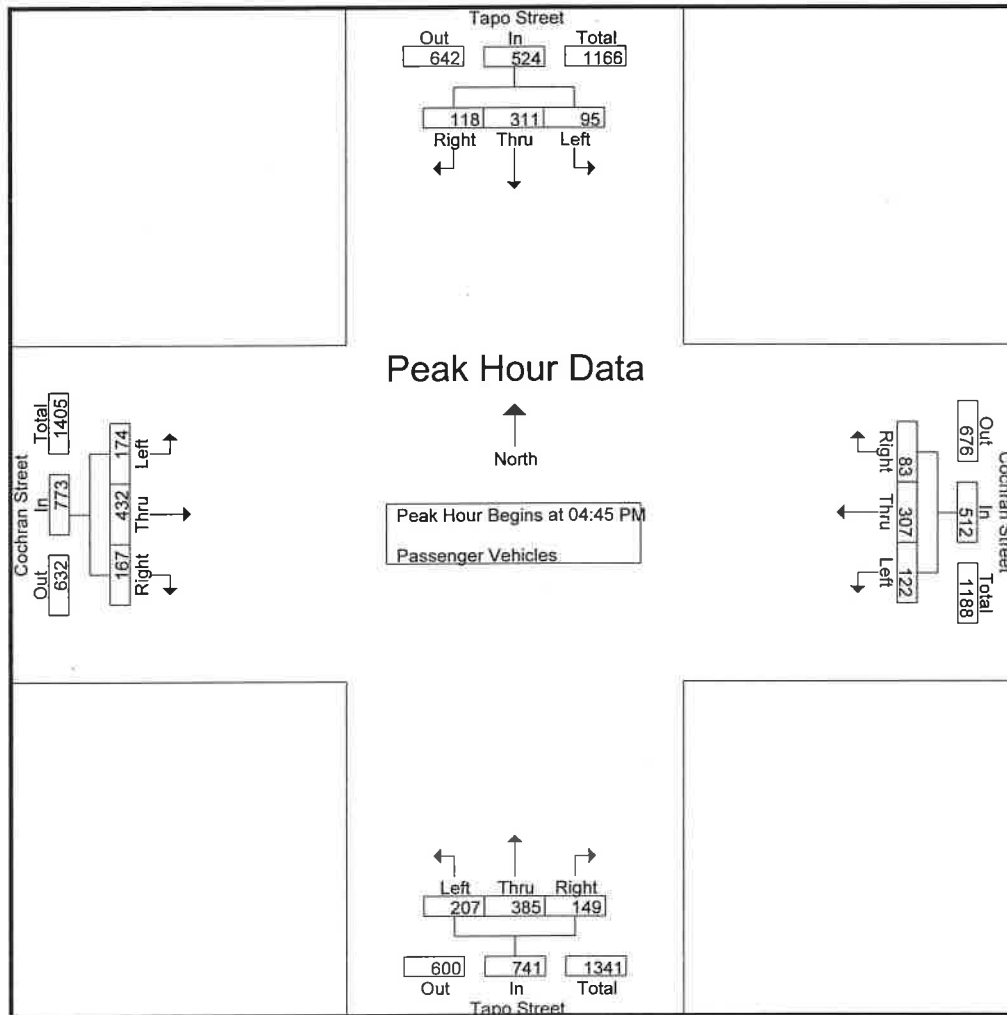 Tapo Street
Out In Total
642 524 1166
118 311 95
Right Thru Left
Peak Hour Data
North
Peak Hour Begins at 04:45 PM
Passenger Vehicles
Cochran Street
Out In Total
632 773 1405
174 432 167
Left Thru Right
Cochran Street
Out In Total
676 512 1188
83 307 122
Right Thru Left
Left Thru Right
207 385 149
600 741 1341
Out In Total
Tapo Street